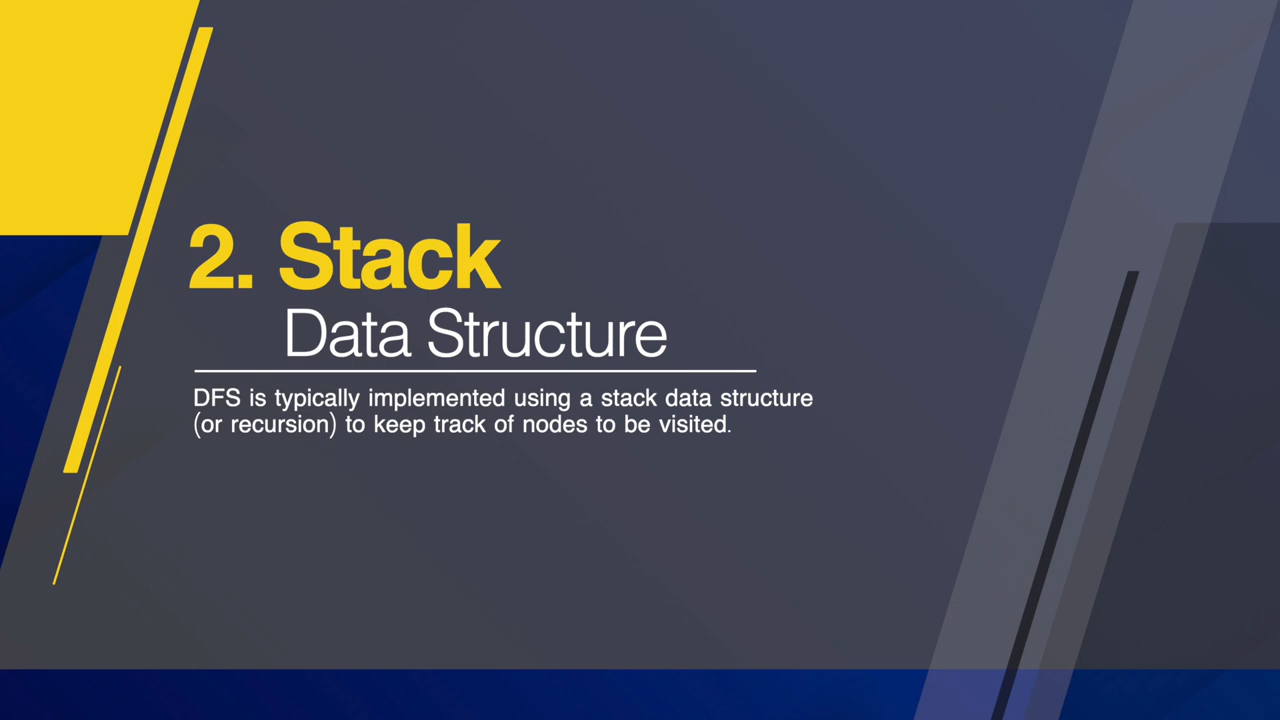 2. Stack
Data Structure
DFS is typically implemented using a stack data structure
(or recursion) to keep track of nodes to be visited.